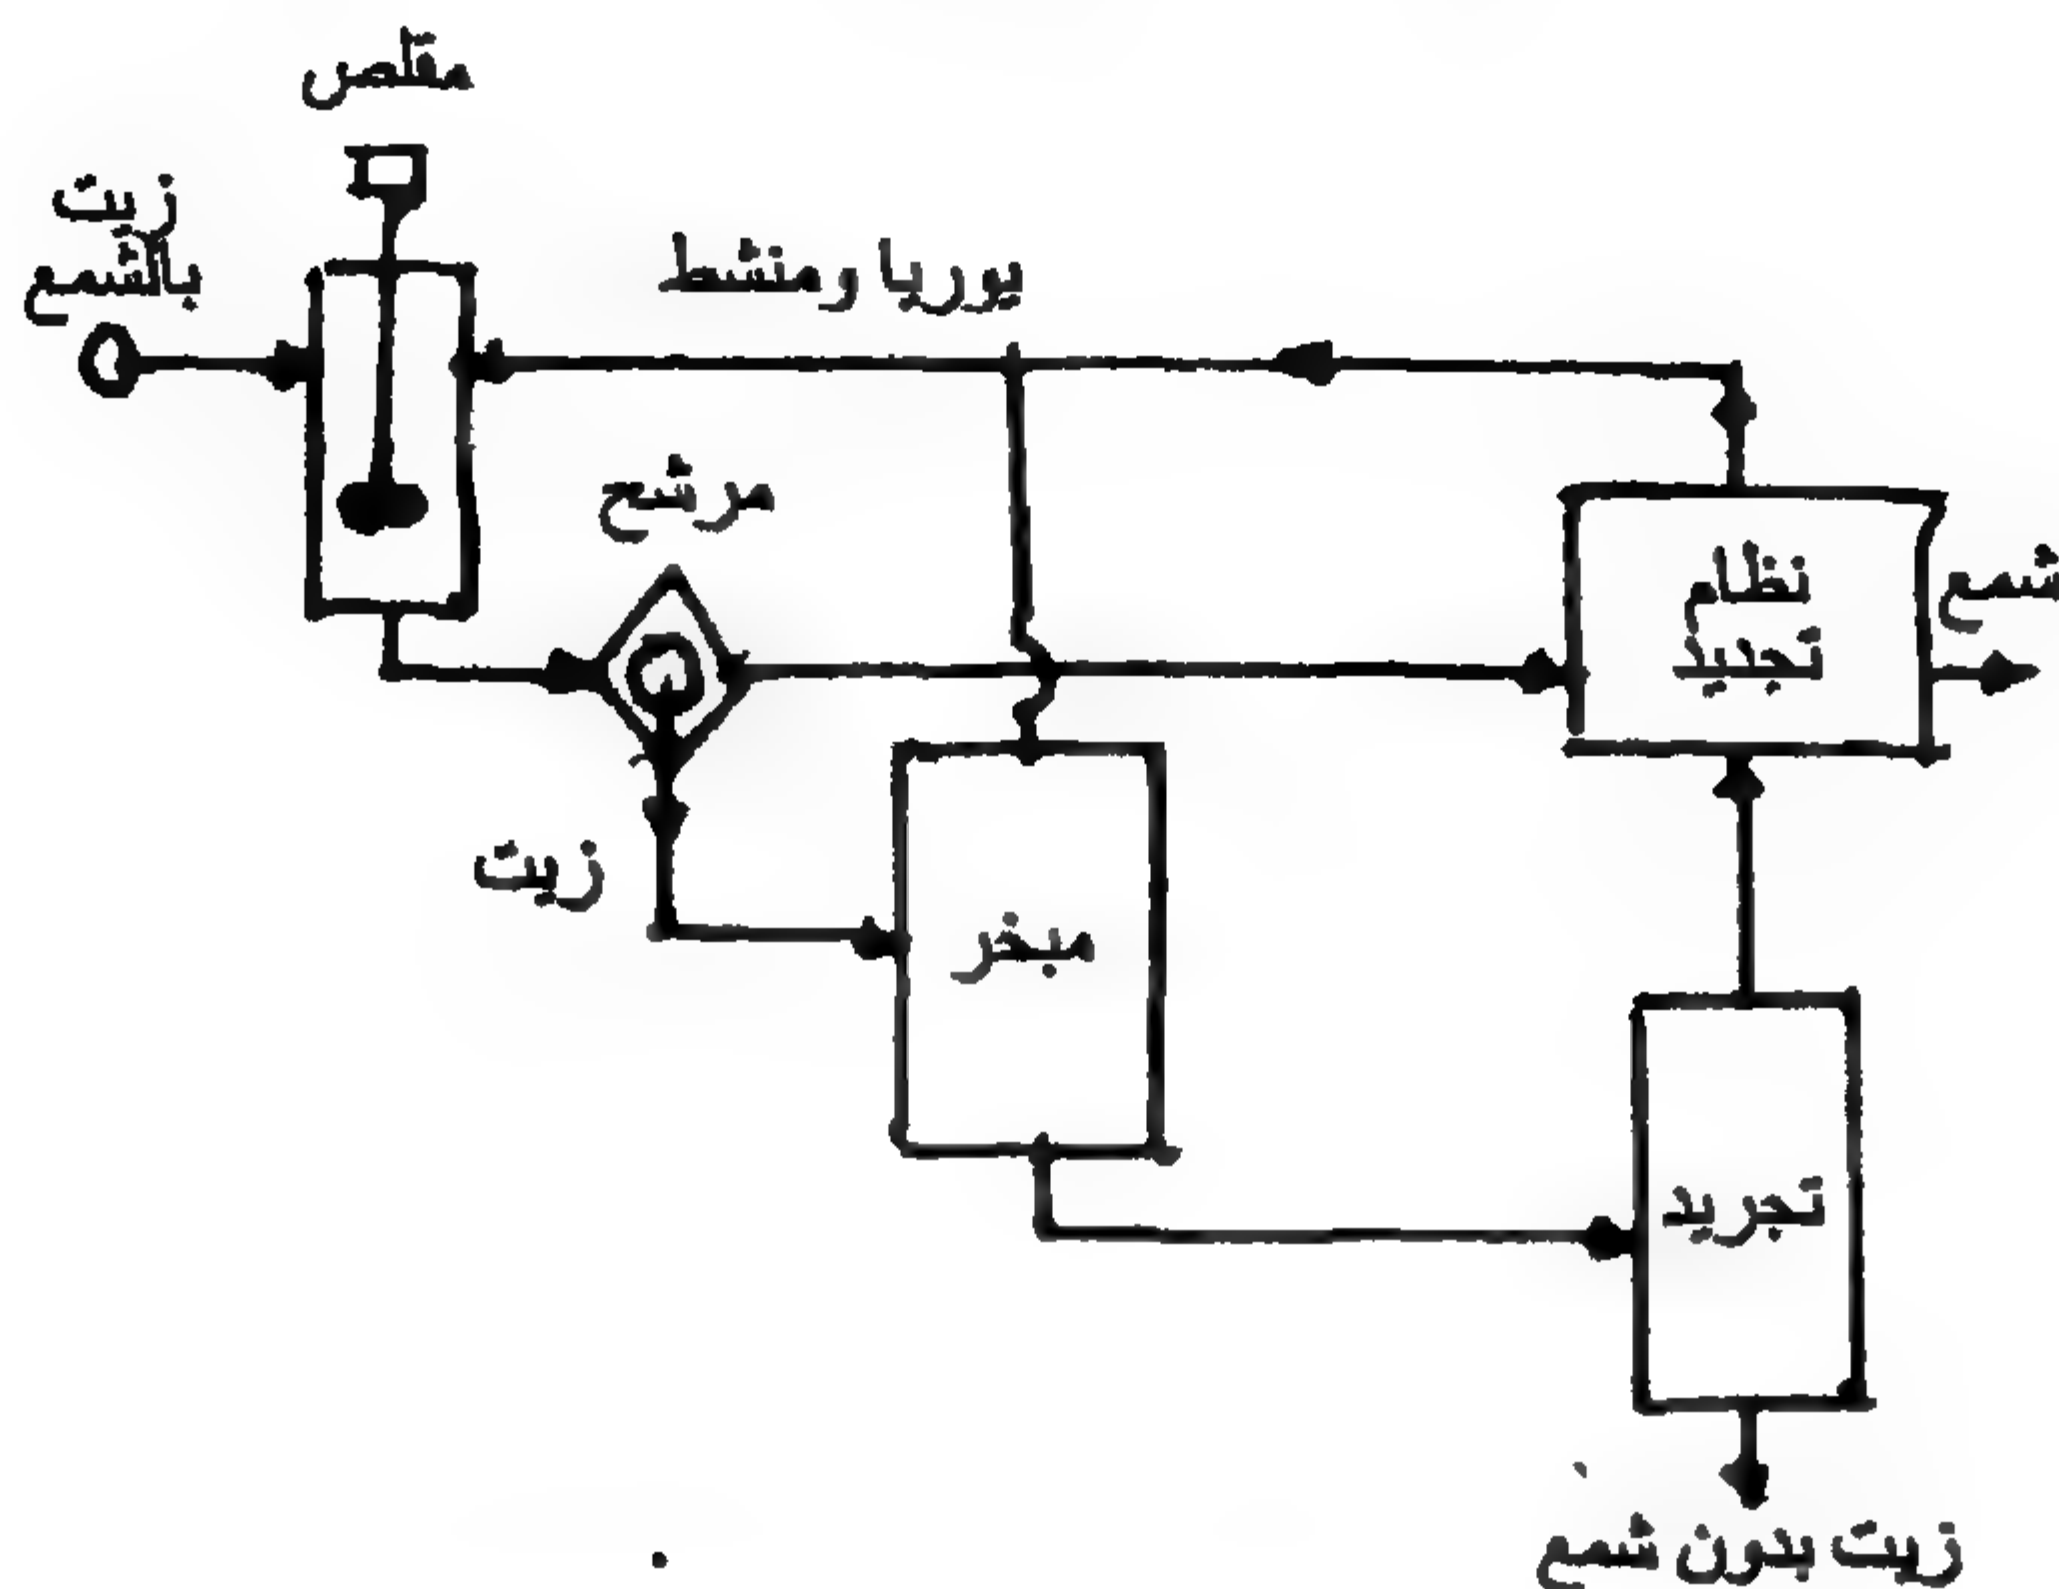 مقلص
زيت
بالشمع
يوريا ومنشط
مرشح
نظام
تجديد
شمع
زيت
مبخر
تجريد
زيت بدون شمع